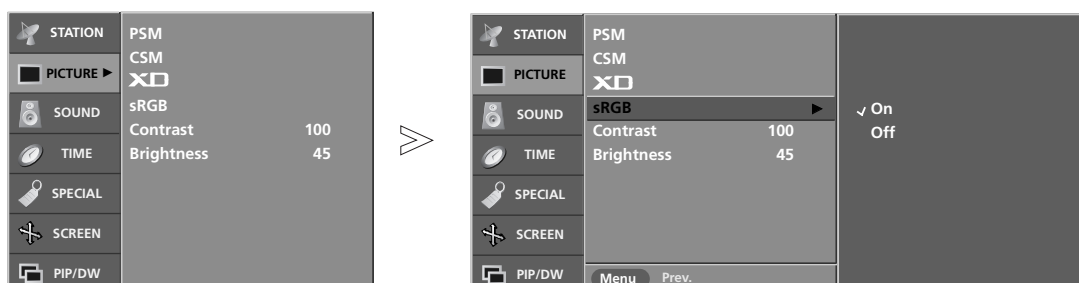 STATION
PICTURE ►
SOUND
TIME
SPECIAL
SCREEN
PIP/DW
PSM
CSM
XD
sRGB
Contrast 100
Brightness 45
STATION
PICTURE
SOUND
TIME
SPECIAL
SCREEN
PIP/DW
PSM
CSM
XD
sRGB ►
Contrast 100
Brightness 45
Menu Prev.
✓ On
Off